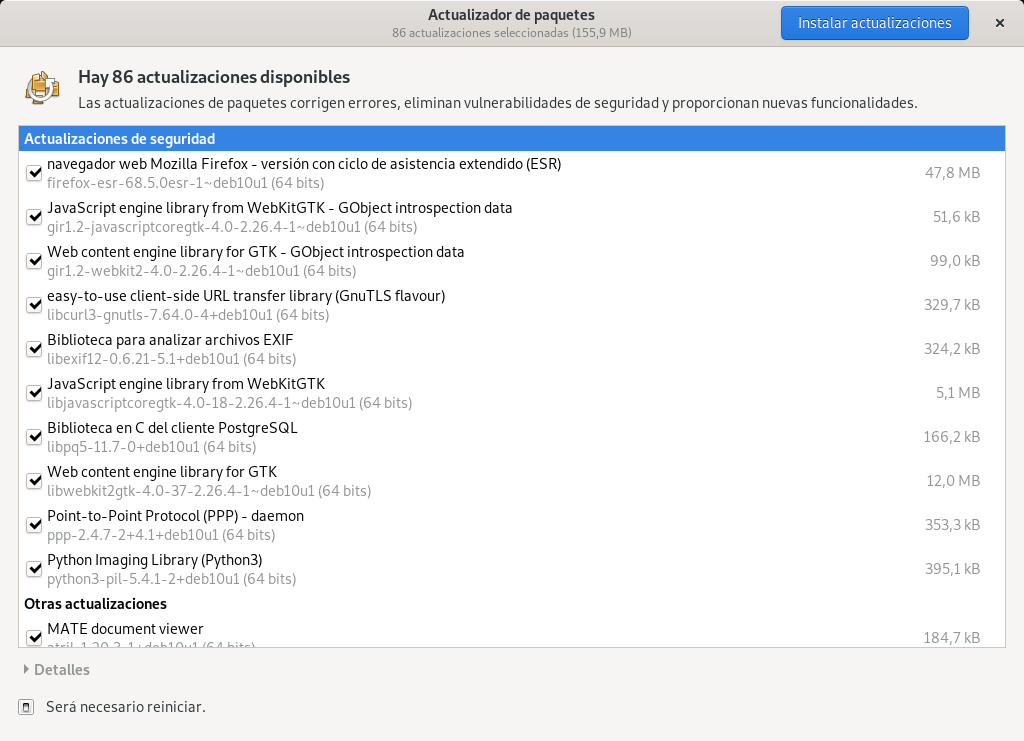 Actualizador de paquetes
86 actualizaciones seleccionadas (155,9 MB)
Instalar actualizaciones
Hay 86 actualizaciones disponibles
Las actualizaciones de paquetes corrigen errores, eliminan vulnerabilidades de seguridad y proporcionan nuevas funcionalidades.
Actualizaciones de seguridad
navegador web Mozilla Firefox - versión con ciclo de asistencia extendido (ESR)
firefox-esr-68.5.0esr-1~deb10u1 (64 bits)
47,8 MB
JavaScript engine library from WebKitGTK - GObject introspection data
gir1.2-javascriptcoregtk-4.0-2.26.4-1~deb10u1 (64 bits)
51,6 kB
Web content engine library for GTK - GObject introspection data
gir1.2-webkit2-4.0-2.26.4-1~deb10u1 (64 bits)
99,0 kB
easy-to-use client-side URL transfer library (GnuTLS flavour)
libcurl3-gnutls-7.64.0-4+deb10u1 (64 bits)
329,7 kB
Biblioteca para analizar archivos EXIF
libexif12-0.6.21-5.1+deb10u1 (64 bits)
324,2 kB
JavaScript engine library from WebKitGTK
libjavascriptcoregtk-4.0-18-2.26.4-1~deb10u1 (64 bits)
5,1 MB
Biblioteca en C del cliente PostgreSQL
libpq5-11.7-0+deb10u1 (64 bits)
166,2 kB
Web content engine library for GTK
libwebkit2gtk-4.0-37-2.26.4-1~deb10u1 (64 bits)
12,0 MB
Point-to-Point Protocol (PPP) - daemon
ppp-2.4.7-2+4.1+deb10u1 (64 bits)
353,3 kB
Python Imaging Library (Python3)
python3-pil-5.4.1-2+deb10u1 (64 bits)
395,1 kB
Otras actualizaciones
MATE document viewer
atril-1.20.3-1+deb10u1 (64 bits)
184,7 kB
Detalles
Será necesario reiniciar.